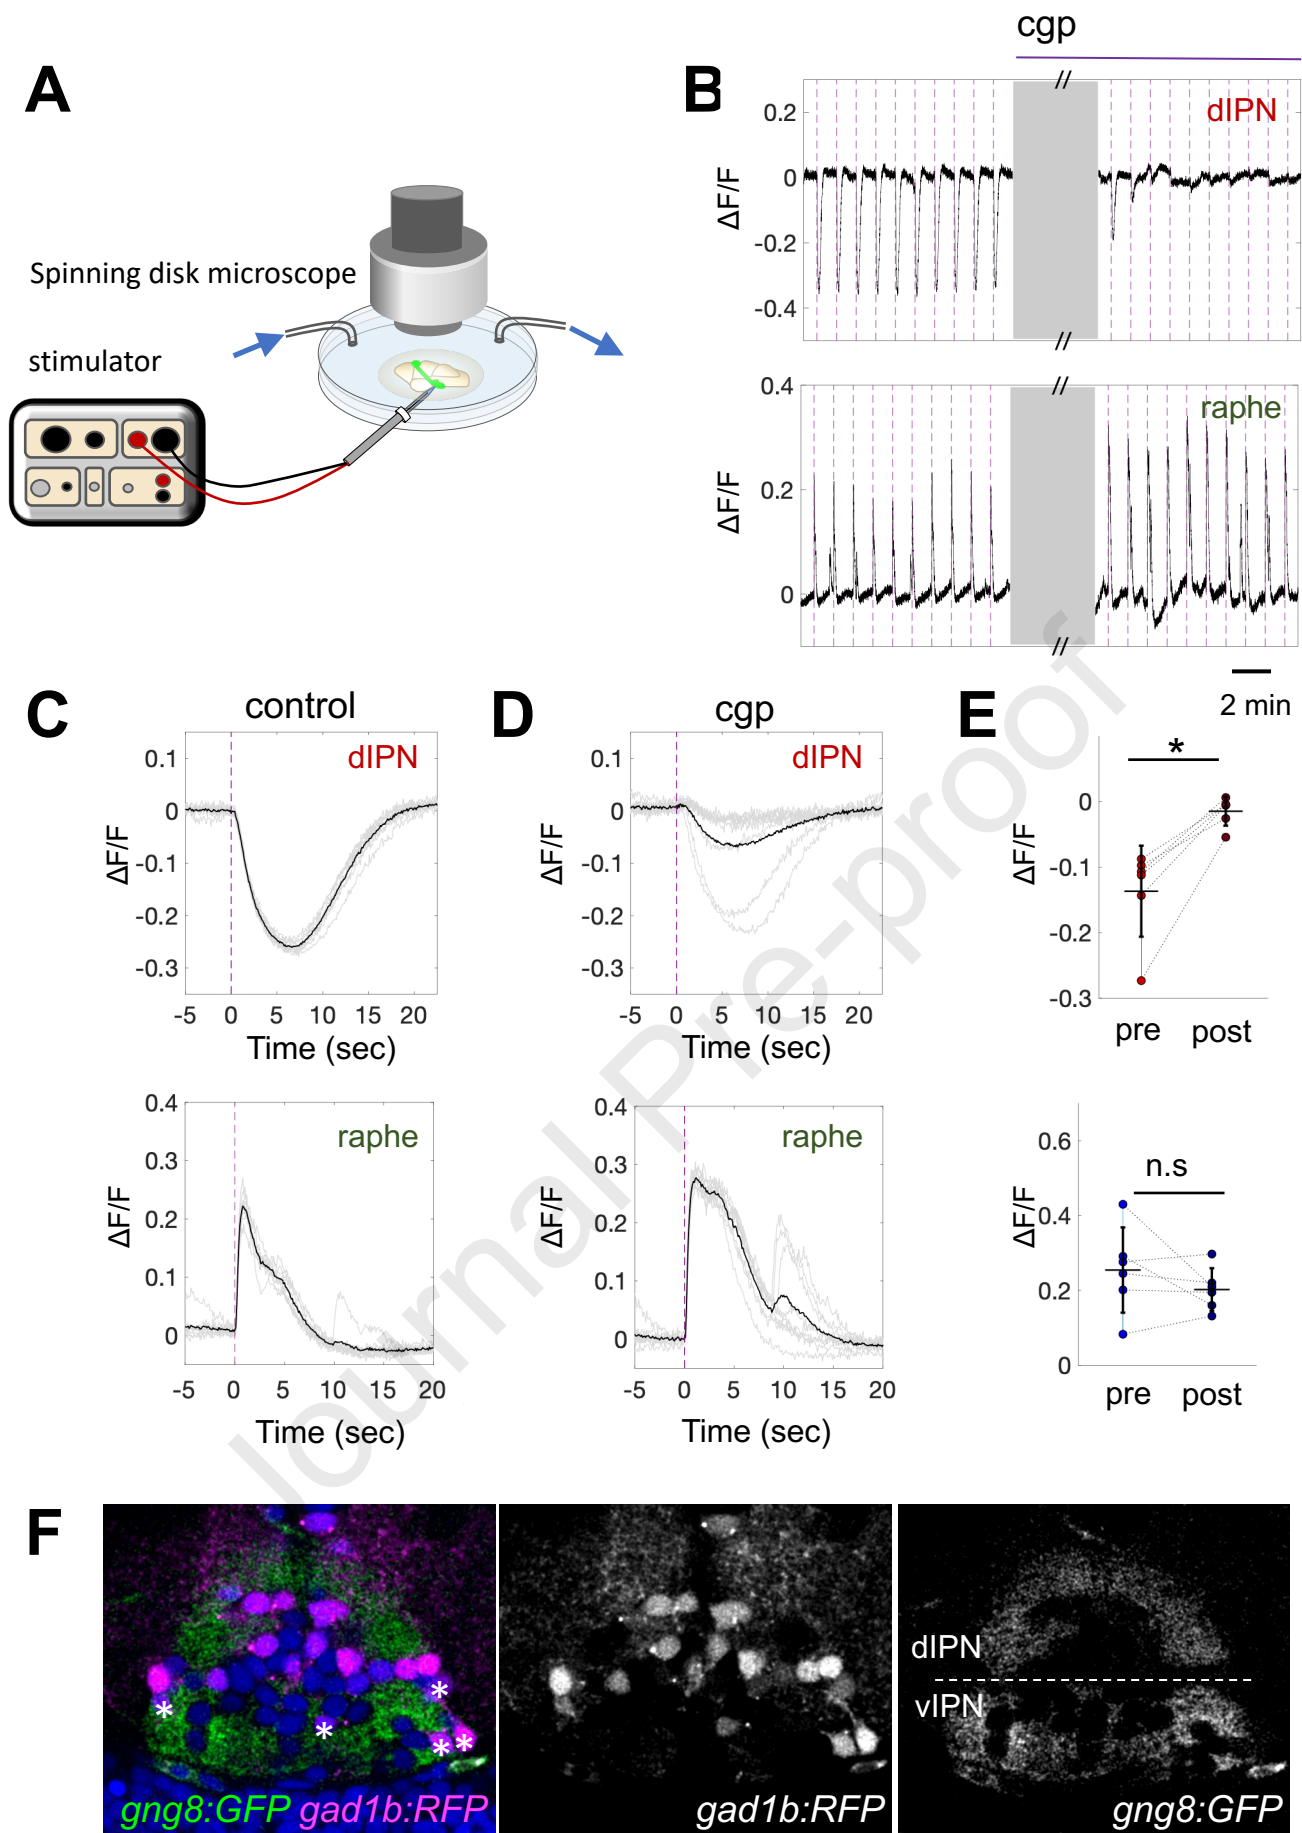 A
Spinning disk microscope
stimulator
B
cgp
//
dIPN
0.2
0
-0.2
-0.4
ΔF/F
//
//
raphe
0.4
0.2
0
ΔF/F
//
2 min
C
control
dIPN
0.1
0
-0.1
-0.2
-0.3
ΔF/F
-5 0 5 10 15 20
Time (sec)
raphe
0.4
0.3
0.2
0.1
0
ΔF/F
-5 0 5 10 15 20
Time (sec)
D
cgp
dIPN
0.1
0
-0.1
-0.2
-0.3
ΔF/F
-5 0 5 10 15 20
Time (sec)
raphe
0.4
0.3
0.2
0.1
0
ΔF/F
-5 0 5 10 15 20
Time (sec)
E
*
0
-0.1
-0.2
-0.3
ΔF/F
pre post
n.s
0.6
0.4
0.2
0
ΔF/F
pre post
Journal Pre-proof
F
* * * * *
gng8:GFP gad1b:RFP
gad1b:RFP
dIPN
vIPN
gng8:GFP